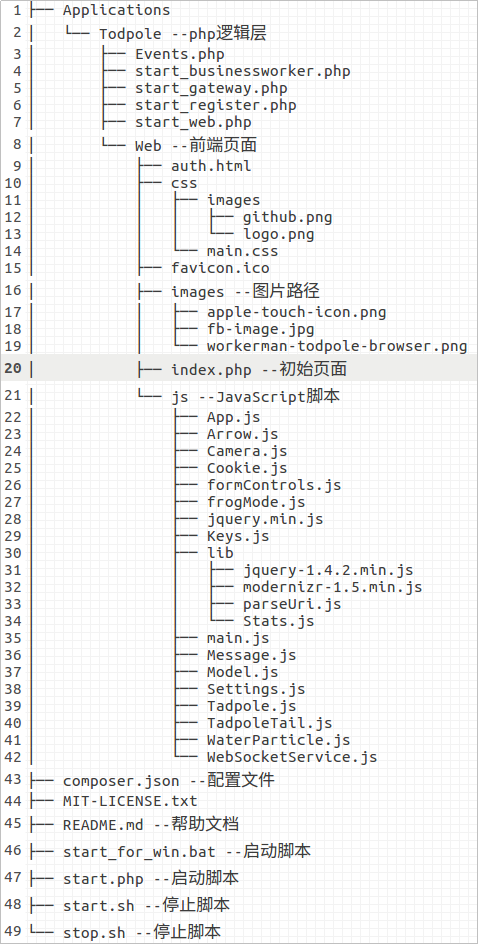 1 ├── Applications
2 │   └── Todpole --php逻辑层
3 │       ├── Events.php
4 │       ├── start_businessworker.php
5 │       ├── start_gateway.php
6 │       ├── start_register.php
7 │       ├── start_web.php
8 │       └── Web --前端页面
9 │           ├── auth.html
10 │           ├── css
11 │           │   ├── images
12 │           │   │   ├── github.png
13 │           │   │   └── logo.png
14 │           │   └── main.css
15 │           ├── favicon.ico
16 │           ├── images --图片路径
17 │           │   ├── apple-touch-icon.png
18 │           │   ├── fb-image.jpg
19 │           │   └── workerman-todpole-browser.png
20 │           ├── index.php --初始页面
21 │           └── js --JavaScript脚本
22 │               ├── App.js
23 │               ├── Arrow.js
24 │               ├── Camera.js
25 │               ├── Cookie.js
26 │               ├── formControls.js
27 │               ├── frogMode.js
28 │               ├── jquery.min.js
29 │               ├── Keys.js
30 │               ├── lib
31 │               │   ├── jquery-1.4.2.min.js
32 │               │   ├── modernizr-1.5.min.js
33 │               │   ├── parseUri.js
34 │               │   └── Stats.js
35 │               ├── main.js
36 │               ├── Message.js
37 │               ├── Model.js
38 │               ├── Settings.js
39 │               ├── Tadpole.js
40 │               ├── TadpoleTail.js
41 │               ├── WaterParticle.js
42 │               └── WebSocketService.js
43 ├── composer.json --配置文件
44 ├── MIT-LICENSE.txt
45 ├── README.md --帮助文档
46 ├── start_for_win.bat --启动脚本
47 ├── start.php --启动脚本
48 ├── start.sh --停止脚本
49 └── stop.sh --停止脚本